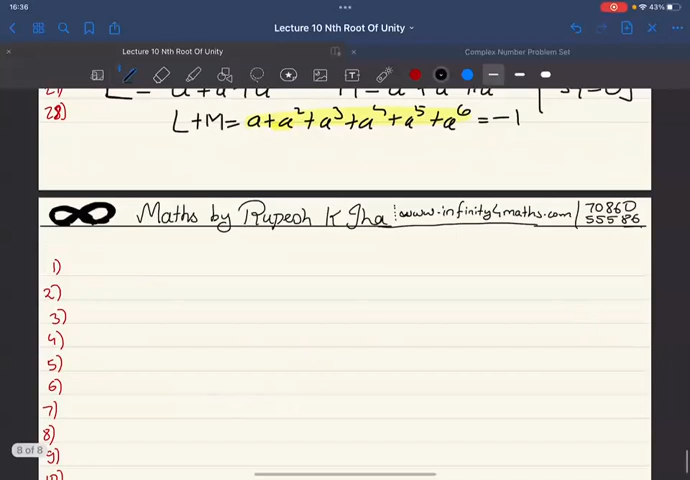 16:36
43%
Lecture 10 Nth Root Of Unity
Lecture 10 Nth Root Of Unity
Complex Number Problem Set
28)
L+M = a+a²+a³+a⁴+a⁵+a⁶ = -1
Maths by Rupesh K Jha | www.infinity4maths.com | 70860 55586
1)
2)
3)
4)
5)
6)
7)
8)
8 of 8
9)